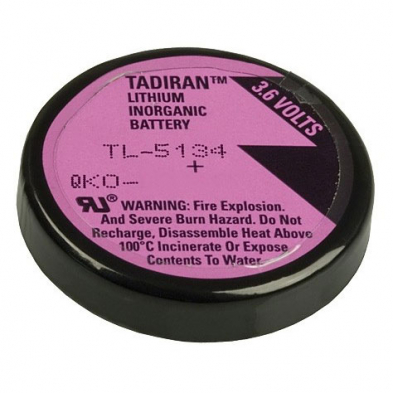 TADIRAN™
LITHIUM
INORGANIC
BATTERY
3.6 VOLTS
TL-5134
+
QKO-
RU
WARNING: Fire Explosion.
And Severe Burn Hazard. Do Not
Recharge, Disassemble Heat Above
100°C Incinerate Or Expose
Contents To Water.